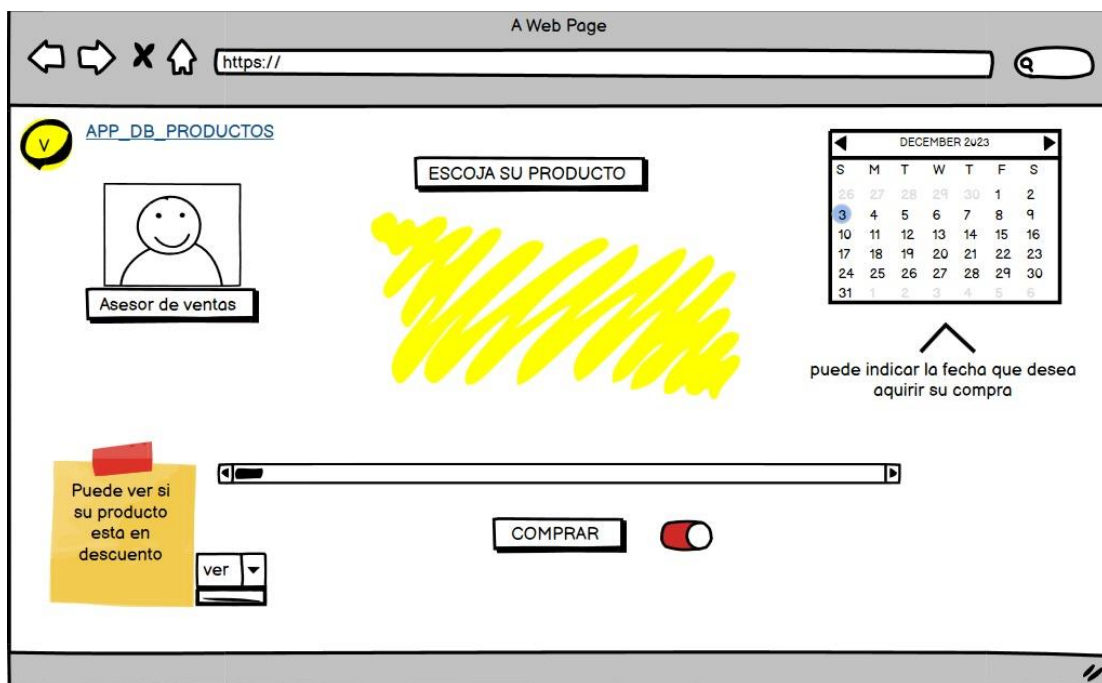 A Web Page
https://
V
APP_DB_PRODUCTOS
ESCOJA SU PRODUCTO
Asesor de ventas
DECEMBER 2023
S M T W T F S
26 27 28 29 30 1 2
3 4 5 6 7 8 9
10 11 12 13 14 15 16
17 18 19 20 21 22 23
24 25 26 27 28 29 30
31 1 2 3 4 5 6
puede indicar la fecha que desea
aquirir su compra
Puede ver si
su producto
esta en
descuento
ver
COMPRAR